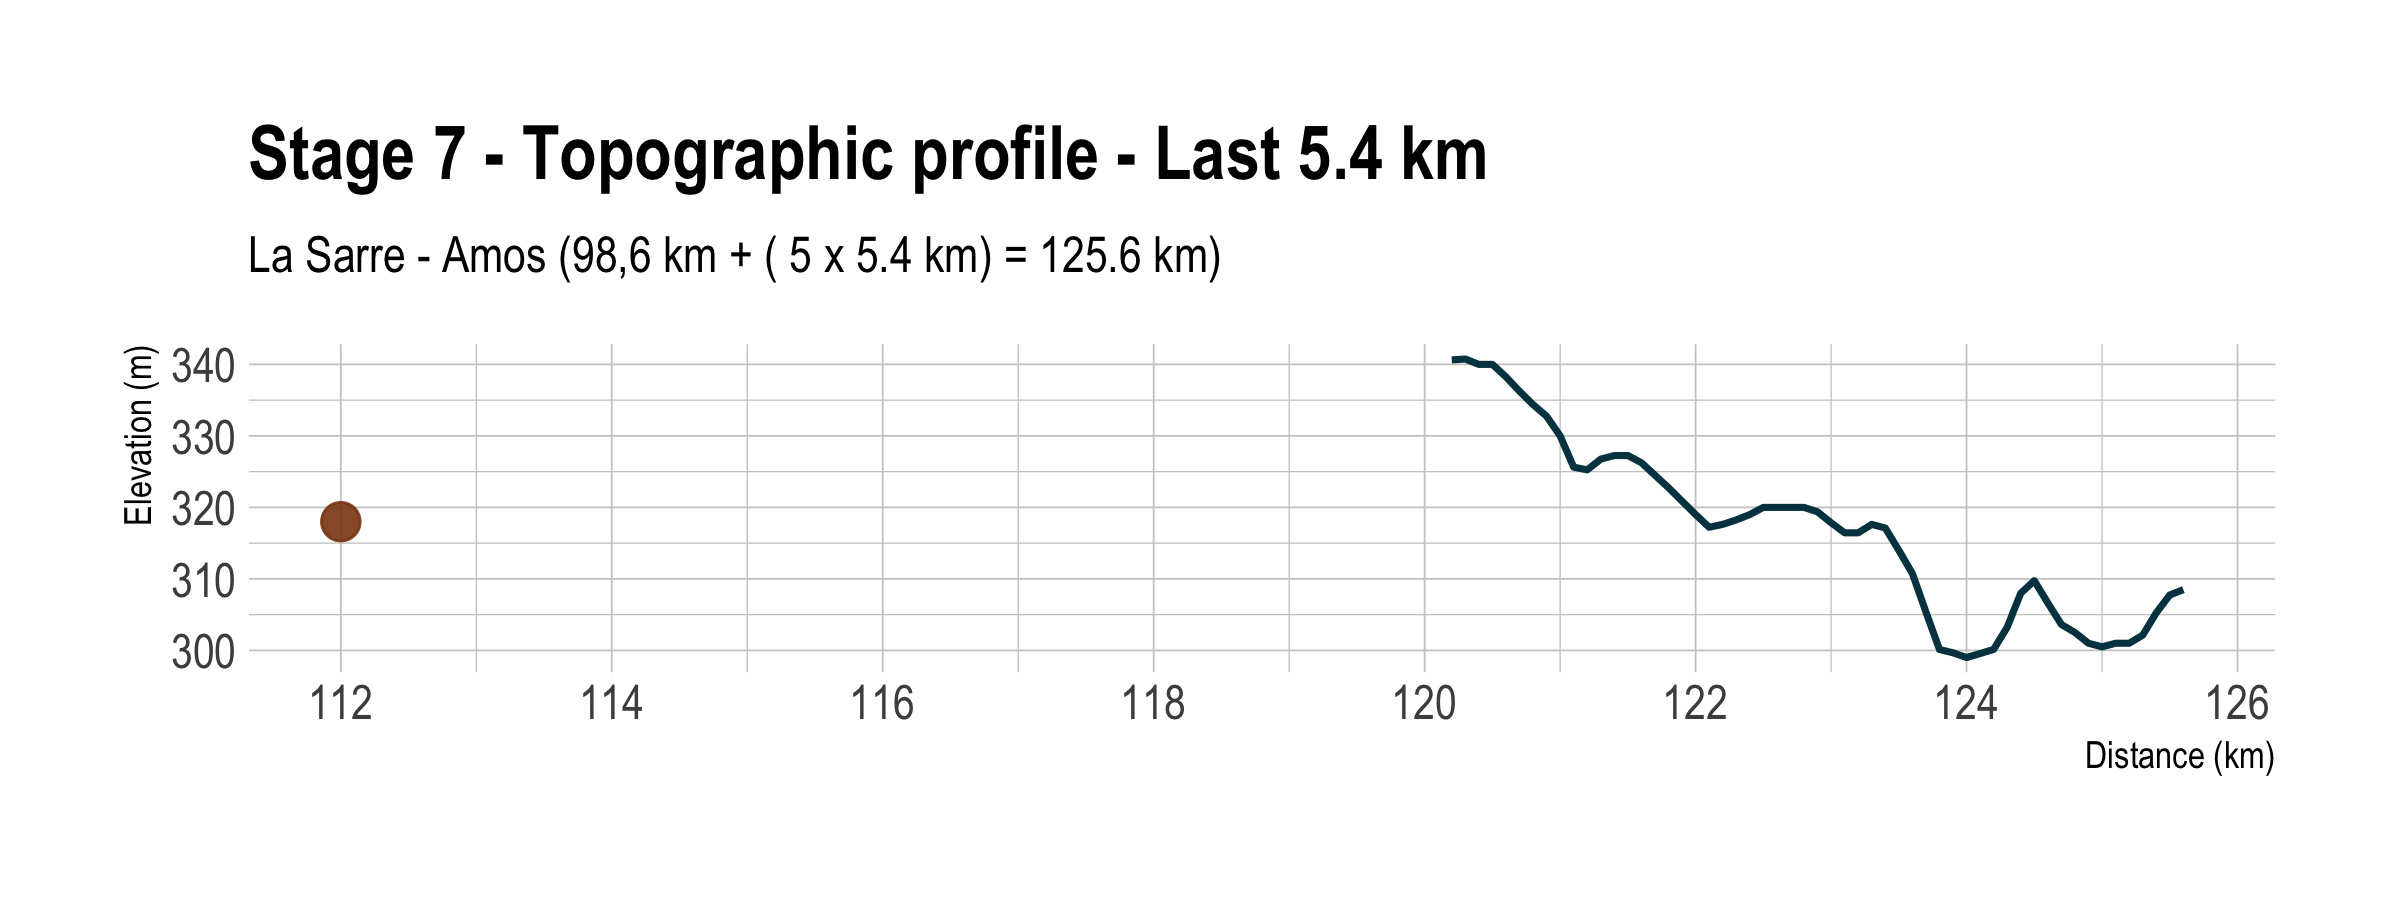 Stage 7 - Topographic profile - Last 5.4 km
La Sarre - Amos (98,6 km + ( 5 x 5.4 km) = 125.6 km)
Elevation (m)
340
330
320
310
300
112 114 116 118 120 122 124 126
Distance (km)